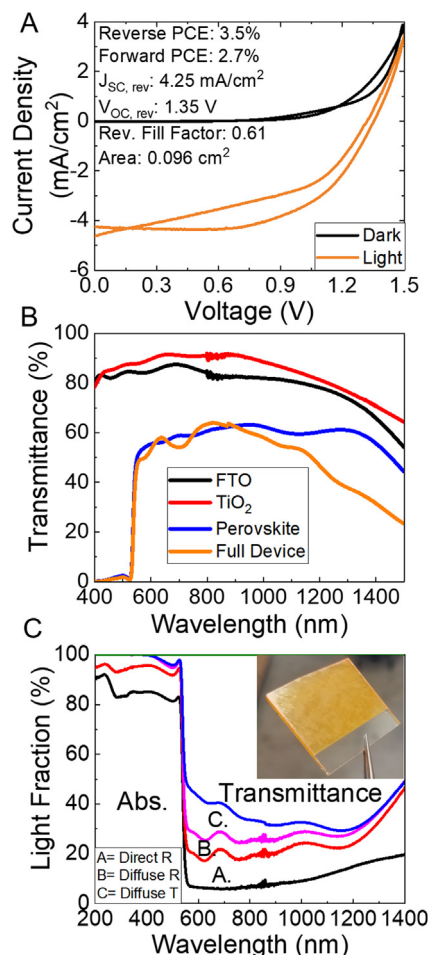 A
Reverse PCE: 3.5%
Forward PCE: 2.7%
J_SC, rev: 4.25 mA/cm²
V_OC, rev: 1.35 V
Rev. Fill Factor: 0.61
Area: 0.096 cm²
Current Density
(mA/cm²)
4
2
0
-2
-4
-6
Dark
Light
0.0 0.3 0.6 0.9 1.2 1.5
Voltage (V)
B
Transmittance (%)
100
80
60
40
20
0
FTO
TiO₂
Perovskite
Full Device
400 600 800 1000 1200 1400
Wavelength (nm)
C
Light Fraction (%)
100
80
60
40
20
0
Abs.
Transmittance
C.
B.
A.
A= Direct R
B= Diffuse R
C= Diffuse T
200 400 600 800 1000 1200 1400
Wavelength (nm)